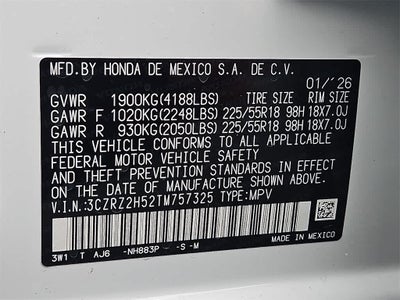 MFD.BY HONDA DE MEXICO S.A. DE C.V.
01/'26
GVWR 1900KG(4188LBS) TIRE SIZE RIM SIZE
GAWR F 1020KG(2248LBS) 225/55R18 98H 18X7.0J
GAWR R 930KG(2050LBS) 225/55R18 98H 18X7.0J
THIS VEHICLE CONFORMS TO ALL APPLICABLE
FEDERAL MOTOR VEHICLE SAFETY
AND THEFT PREVENTION STANDARDS IN EFFECT
ON THE DATE OF MANUFACTURE SHOWN ABOVE.
V.I.N.:3CZRZ2H52TM757325 TYPE:MPV
3W1 T AJ6 -NH883P -S -M
MADE IN MEXICO